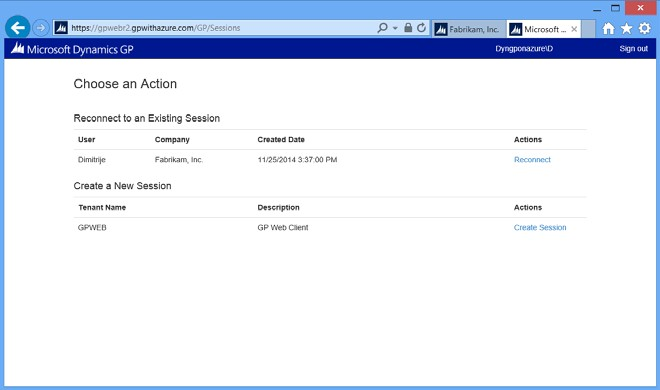 https://gpwebr2.gpwithazure.com/GP/Sessions
Fabrikam, Inc.
Microsoft ...
Microsoft Dynamics GP
Dyngponazure\D
Sign out
Choose an Action
Reconnect to an Existing Session
User Company Created Date Actions
Dimitrije Fabrikam, Inc. 11/25/2014 3:37:00 PM Reconnect
Create a New Session
Tenant Name Description Actions
GPWEB GP Web Client Create Session